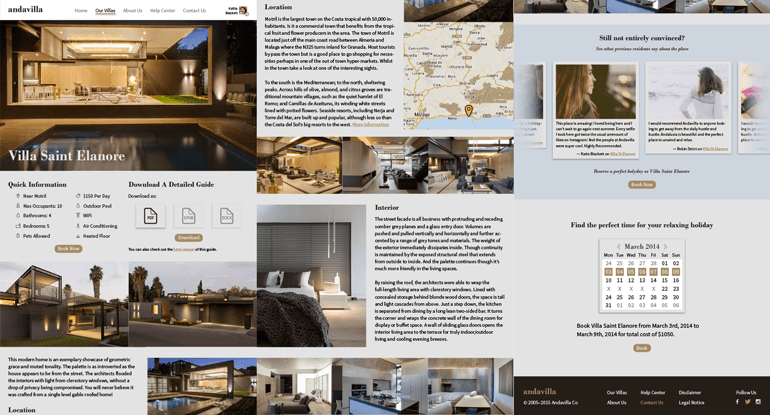 andavilla
Home
Our Villas
About Us
Help Center
Contact Us
Katie
Blackett
Villa Saint Elanore
Quick Information
Near Motril
Max Occupants: 10
Bathrooms: 4
Bedrooms: 5
Pets Allowed
$150 Per Day
Outdoor Pool
WiFi
Air Conditioning
Heated Floor
Book Now
Download A Detailed Guide
Download as:
PDF
EPUB
DOCX
Download
You can also check out the html version of this guide.
This modern home is an exemplary showcase of geometric
grace and muted tonality. The palette is as introverted as the
house appears to be from the street. The architects flooded
the interiors with light from clerestory windows, without a
drop of privacy being compromised. You will never believe it
was crafted from a single level gable roofed home!
Location
Location
Motril is the largest town on the Costa tropical with 50,000 in-
habitants. Is it a commercial town that benefits from the tropi-
cal fruit and flower producers in the area. The town of Motril is
located just off the main coast road between Almeria and
Malaga where the N325 turns inland for Granada. Most tourists
by pass the town but is a good place to go shopping for neces-
sities perhaps in one of the out of town hyper-markets. Whilst
in the town take a look at one of the interesting sights.
To the south is the Mediterranean; to the north, sheltering
peaks. Across hills of olive, almond, and citrus groves are tra-
ditional mountain villages, such as the quiet hamlet of El
Romo; and Canillas de Aceituno, its winding white streets
lined with potted flowers. Seaside resorts, including Nerja and
Torre del Mar, are built up and popular, although less so than
the Costa del Sol's big resorts to the west. More Information
Málaga
Interior
The street facade is all business with protruding and receding
somber grey planes and a glass entry door. Volumes are
pushed and pulled vertically and horizontally and further ac-
cented by a range of grey tones and materials. The weight of
the exterior immediately dissipates inside. Though continuity
is maintained by the exposed structural steel that extends
from outside to inside. And the palette continues though it's
much more friendly in the living spaces.
By raising the roof, the architects were able to wrap the
full-length living area with clerestory windows. Lined with
concealed storage behind blonde wood doors, the space is tall
and light cascades from above. Just a step down, the kitchen
is separated from dining by a long lean two-sided bar. It turns
the corner and wraps the concrete wall of the dining room for
display or buffet space. A wall of sliding glass doors opens the
interior living area to the terrace for truly indoor/outdoor
living and cooling evening breezes.
Still not entirely convinced?
See what previous residents say about the place
This place is amazing! I loved being here and I
can't wait to go again next summer. Every selfie
I took here got twice the usual ammount of
likes on Instagram! And the people at Andavilla
were super cool. Highly Recommended.
— Katie Blackett on Villa St Elanore
I would recommend Andavilla to anyone look-
ing to get away from the daily hustle and
bustle. Andalusia is beautiful and the perfect
place to unwind and relax.
— Robin Strict on Villa St Elanore
Reserve a perfect holyday at Villa St Elanore
Book Now
Find the perfect time for your relaxing holiday
March 2014
Mon Tue Wed Thu Fri Sat Sun
24 25 26 27 28 01 02
03 04 05 06 07 08 09
10 11 12 13 14 15 16
X X X X X 22 23
24 25 26 27 28 29 30
31 01 02 03 04 05 06
Book Villa Saint Elanore from March 3rd, 2014 to
March 9th, 2014 for total cost of $1050.
Book
andavilla
© 2005-2015 Andavilla Co
Our Villas
About Us
Help Center
Contact Us
Disclaimer
Legal Notice
Follow Us